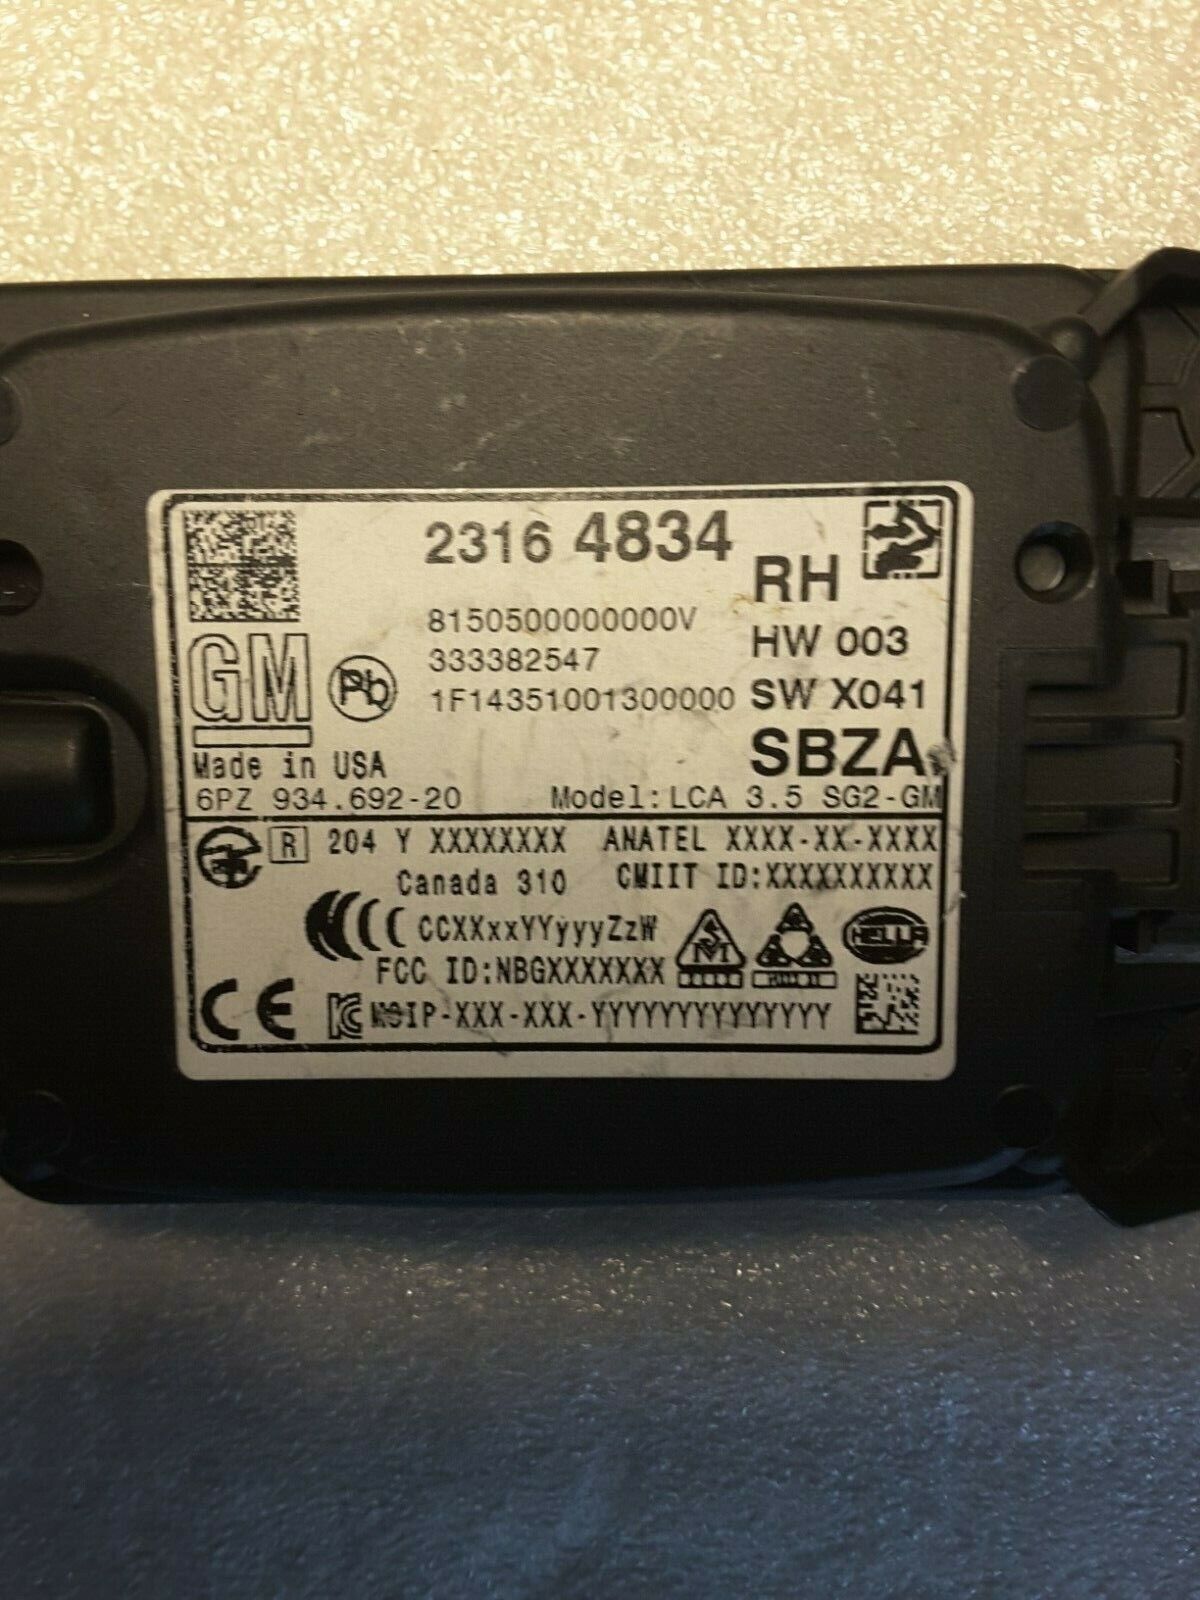 2316 4834
RH
8150500000000V
HW 003
GM
Pb
333382547
1F14351001300000
SW X041
SBZA
Made in USA
6PZ 934.692-20
Model:LCA 3.5 SG2-GM
R
204 Y XXXXXXXX
ANATEL XXXX-XX-XXXX
Canada 310
CMIIT ID:XXXXXXXXXX
CCXXxxYYyyyZzW
HELLA
FCC ID:NBGXXXXXXX
CE
XXX-XXX-YYYYYYYYYYYYYY